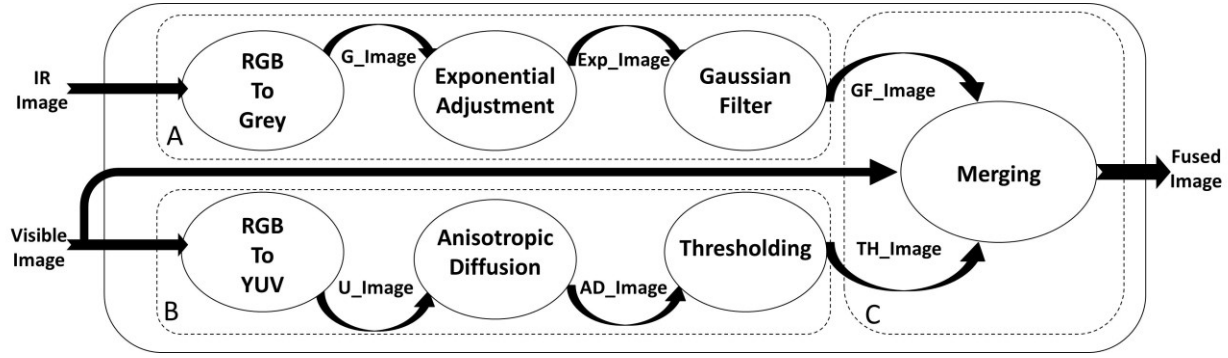 IR
Image
RGB
To
Grey
G_Image
Exponential
Adjustment
Exp_Image
Gaussian
Filter
GF_Image
A
Merging
Fused
Image
Visible
Image
RGB
To
YUV
U_Image
Anisotropic
Diffusion
AD_Image
Thresholding
TH_Image
B
C